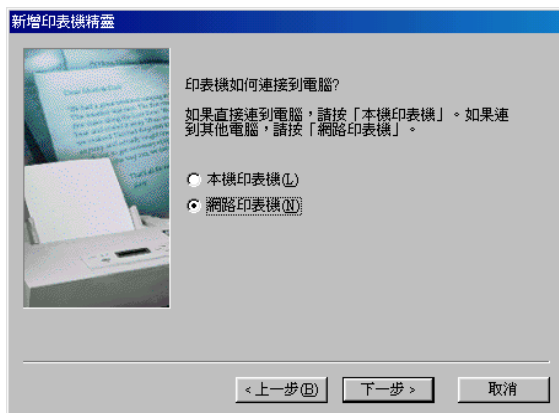 新增印表機精靈
印表機如何連接到電腦?
如果直接連到電腦，請按「本機印表機」。如果連
到其他電腦，請按「網路印表機」。
本機印表機(L)
網路印表機(N)
<上一步(B)
下一步>
取消